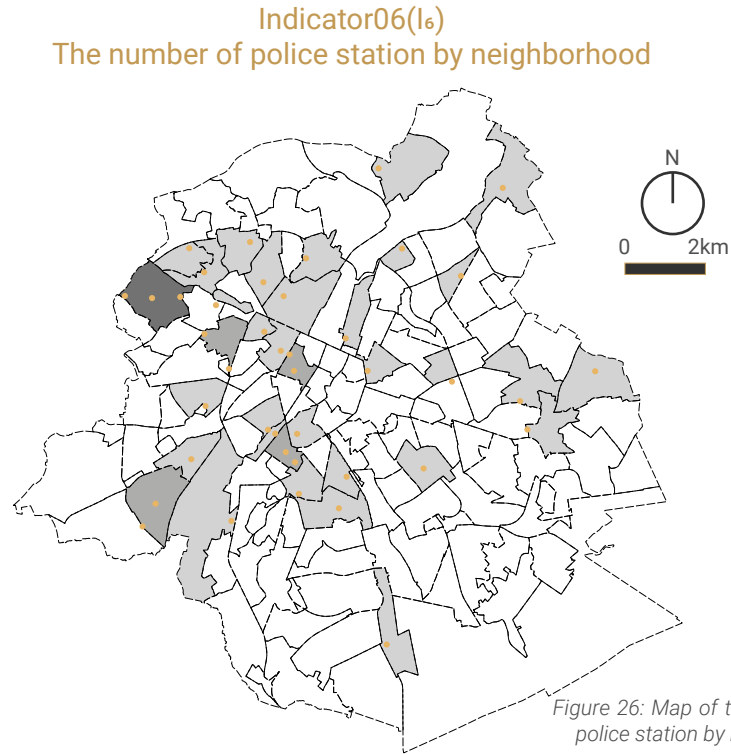 Indicator06(I₆)
The number of police station by neighborhood
N
0 2km
Figure 26: Map of t
police station by